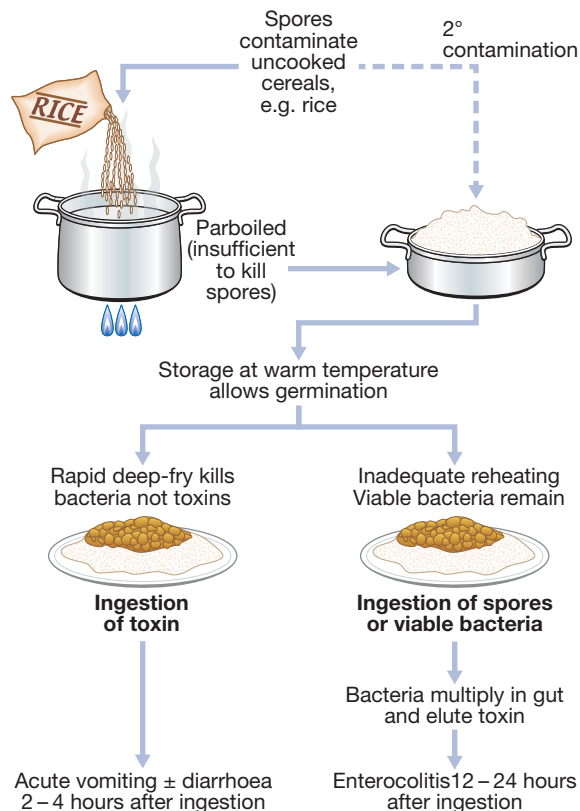 Spores
contaminate
uncooked
cereals,
e.g. rice
2°
contamination
RICE
Parboiled
(insufficient
to kill
spores)
Storage at warm temperature
allows germination
Rapid deep-fry kills
bacteria not toxins
Inadequate reheating
Viable bacteria remain
Ingestion
of toxin
Ingestion of spores
or viable bacteria
Bacteria multiply in gut
and elute toxin
Acute vomiting ± diarrhoea
2 – 4 hours after ingestion
Enterocolitis12 – 24 hours
after ingestion